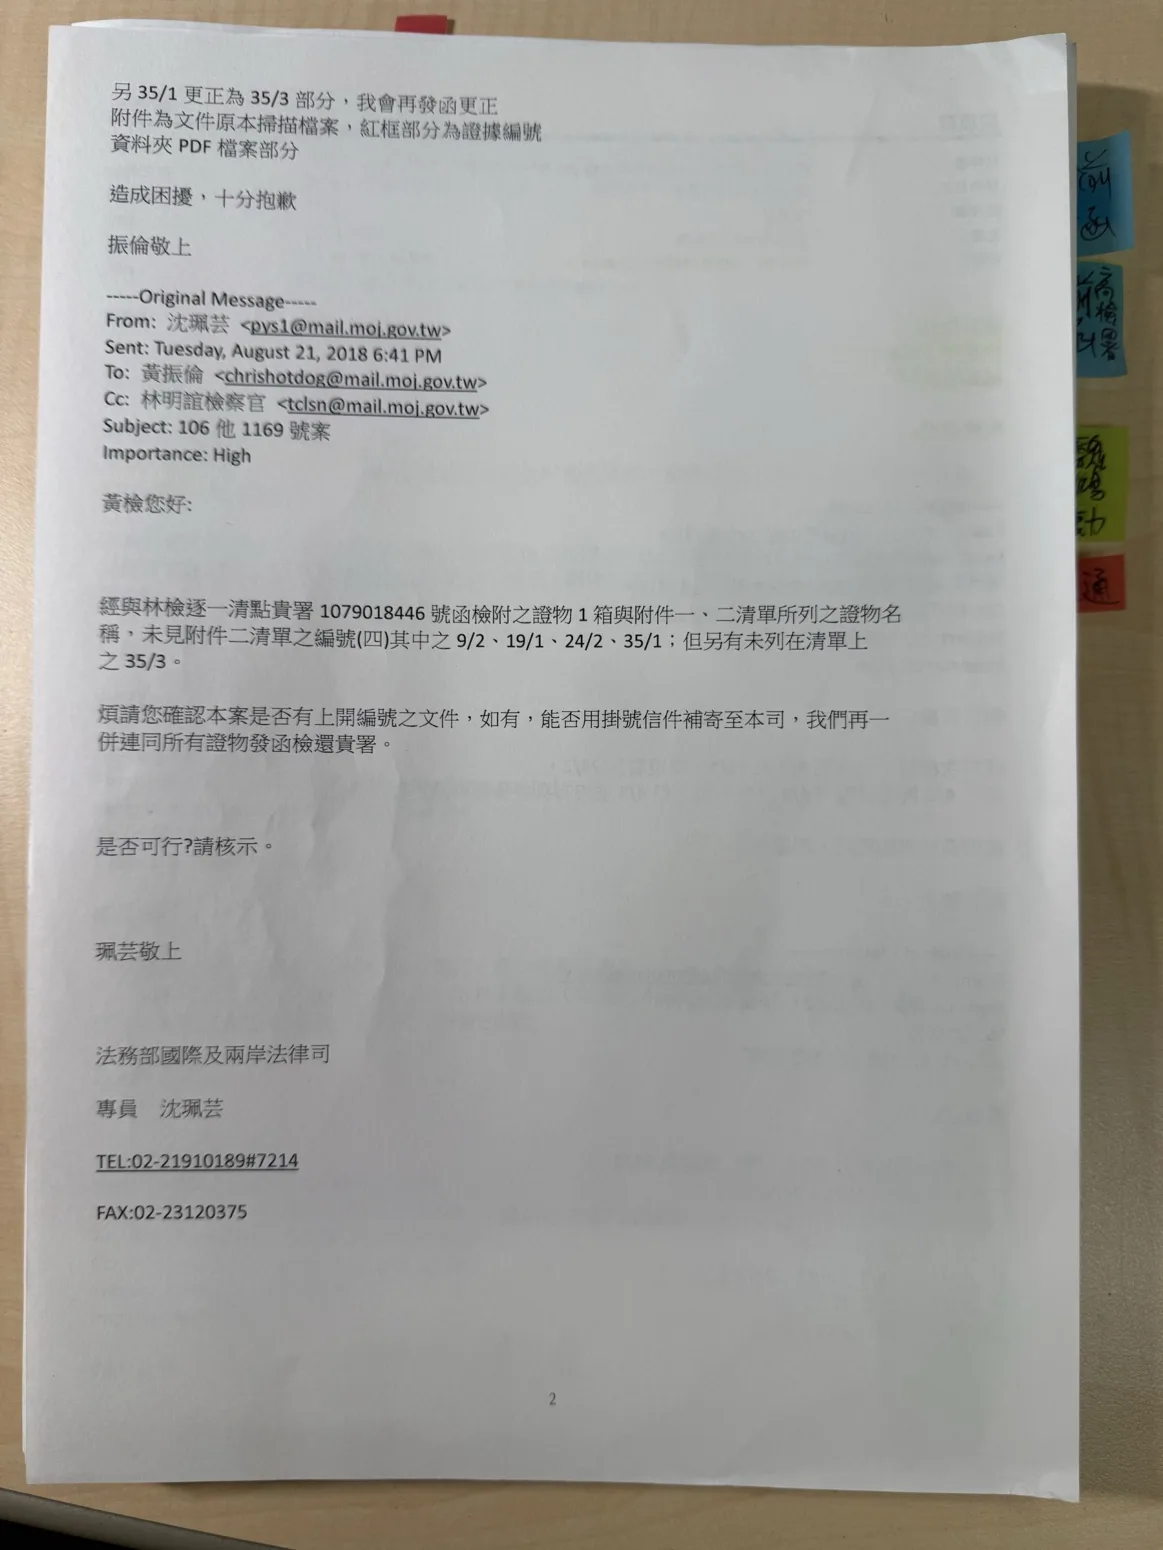 另 35/1 更正為 35/3 部分，我會再發函更正
附件為文件原本掃描檔案，紅框部分為證據編號
資料夾 PDF 檔案部分
造成困擾，十分抱歉
振倫敬上
-----Original Message-----
From: 沈珮芸 <pys1@mail.moj.gov.tw>
Sent: Tuesday, August 21, 2018 6:41 PM
To: 黃振倫 <chrishotdog@mail.moj.gov.tw>
Cc: 林明誼檢察官 <tclsn@mail.moj.gov.tw>
Subject: 106 他 1169 號案
Importance: High
黃檢您好:
經與林檢逐一清點貴署 1079018446 號函檢附之證物 1 箱與附件一、二清單所列之證物名
稱，未見附件二清單之編號(四)其中之 9/2、19/1、24/2、35/1；但另有未列在清單上
之 35/3。
煩請您確認本案是否有上開編號之文件，如有，能否用掛號信件補寄至本司，我們再一
併連同所有證物發函檢還貴署。
是否可行?請核示。
珮芸敬上
法務部國際及兩岸法律司
專員　沈珮芸
TEL:02-21910189#7214
FAX:02-23120375
2
前
函
高檢署
通